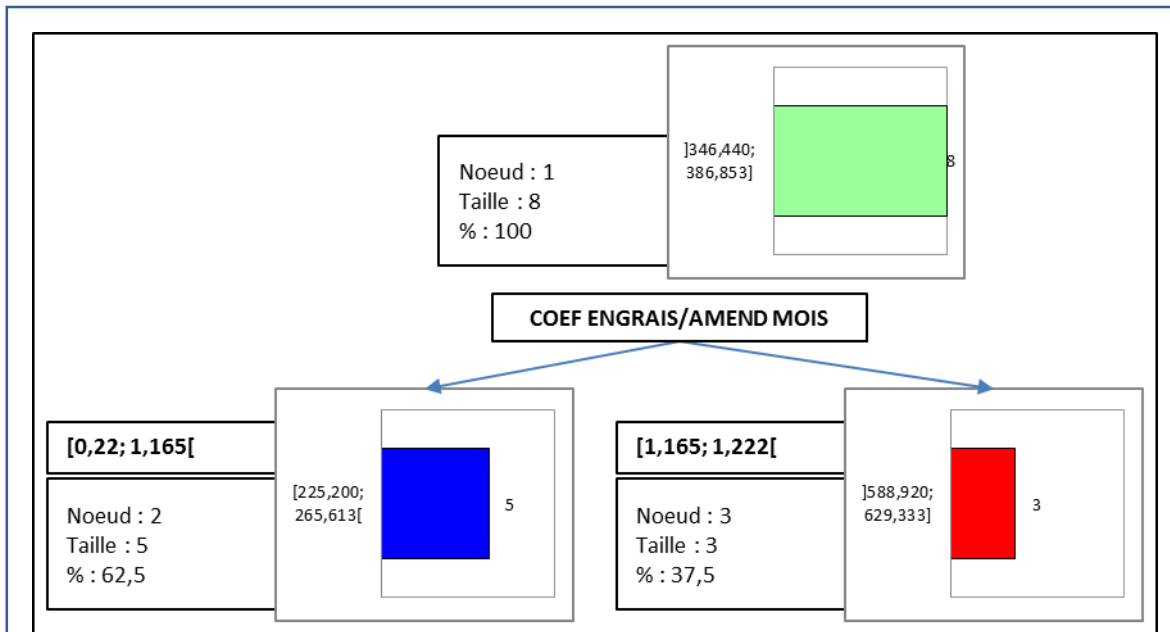 ]346,440;
386,853]
8
Noeud : 1
Taille : 8
% : 100
COEF ENGRAIS/AMEND MOIS
[0,22; 1,165[
[225,200;
265,613[
5
Noeud : 2
Taille : 5
% : 62,5
[1,165; 1,222[
]588,920;
629,333]
3
Noeud : 3
Taille : 3
% : 37,5